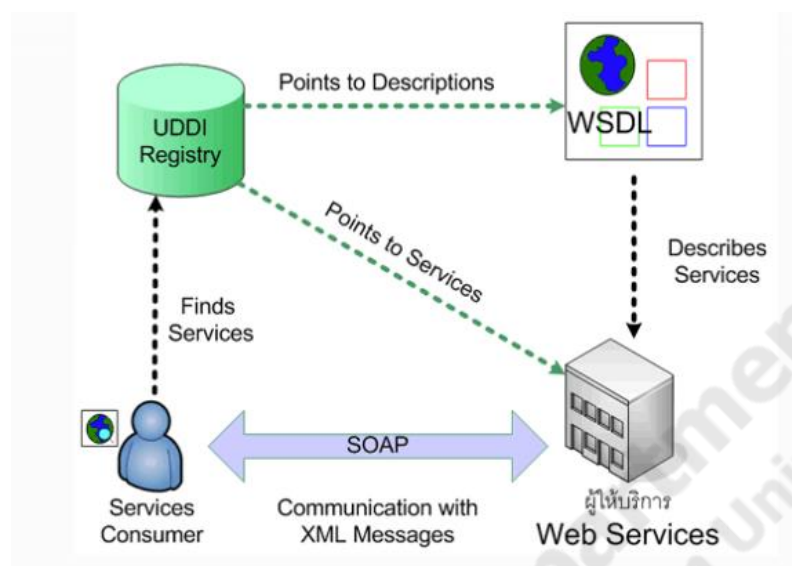 Points to Descriptions
UDDI
Registry
WSDL
Points to Services
Describes
Services
Finds
Services
SOAP
Services
Consumer
Communication with
XML Messages
ผู้ให้บริการ
Web Services